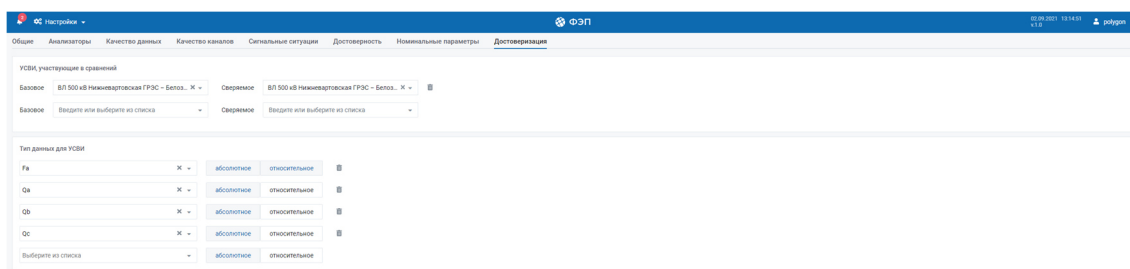 2 Настройки ФЭП 02.09.2021 13:14:51 polygon
v.1.0
Общие Анализаторы Качество данных Качество каналов Сигнальные ситуации Достоверность Номинальные параметры Достоверизация
УСВИ, участвующие в сравнений
Базовое ВЛ 500 кВ Нижневартовская ГРЭС – Белоз... Сверяемое ВЛ 500 кВ Нижневартовская ГРЭС – Белоз...
Базовое Введите или выберите из списка Сверяемое Введите или выберите из списка
Тип данных для УСВИ
Fa абсолютное относительное
Qa абсолютное относительное
Qb абсолютное относительное
Qc абсолютное относительное
Выберите из списка абсолютное относительное